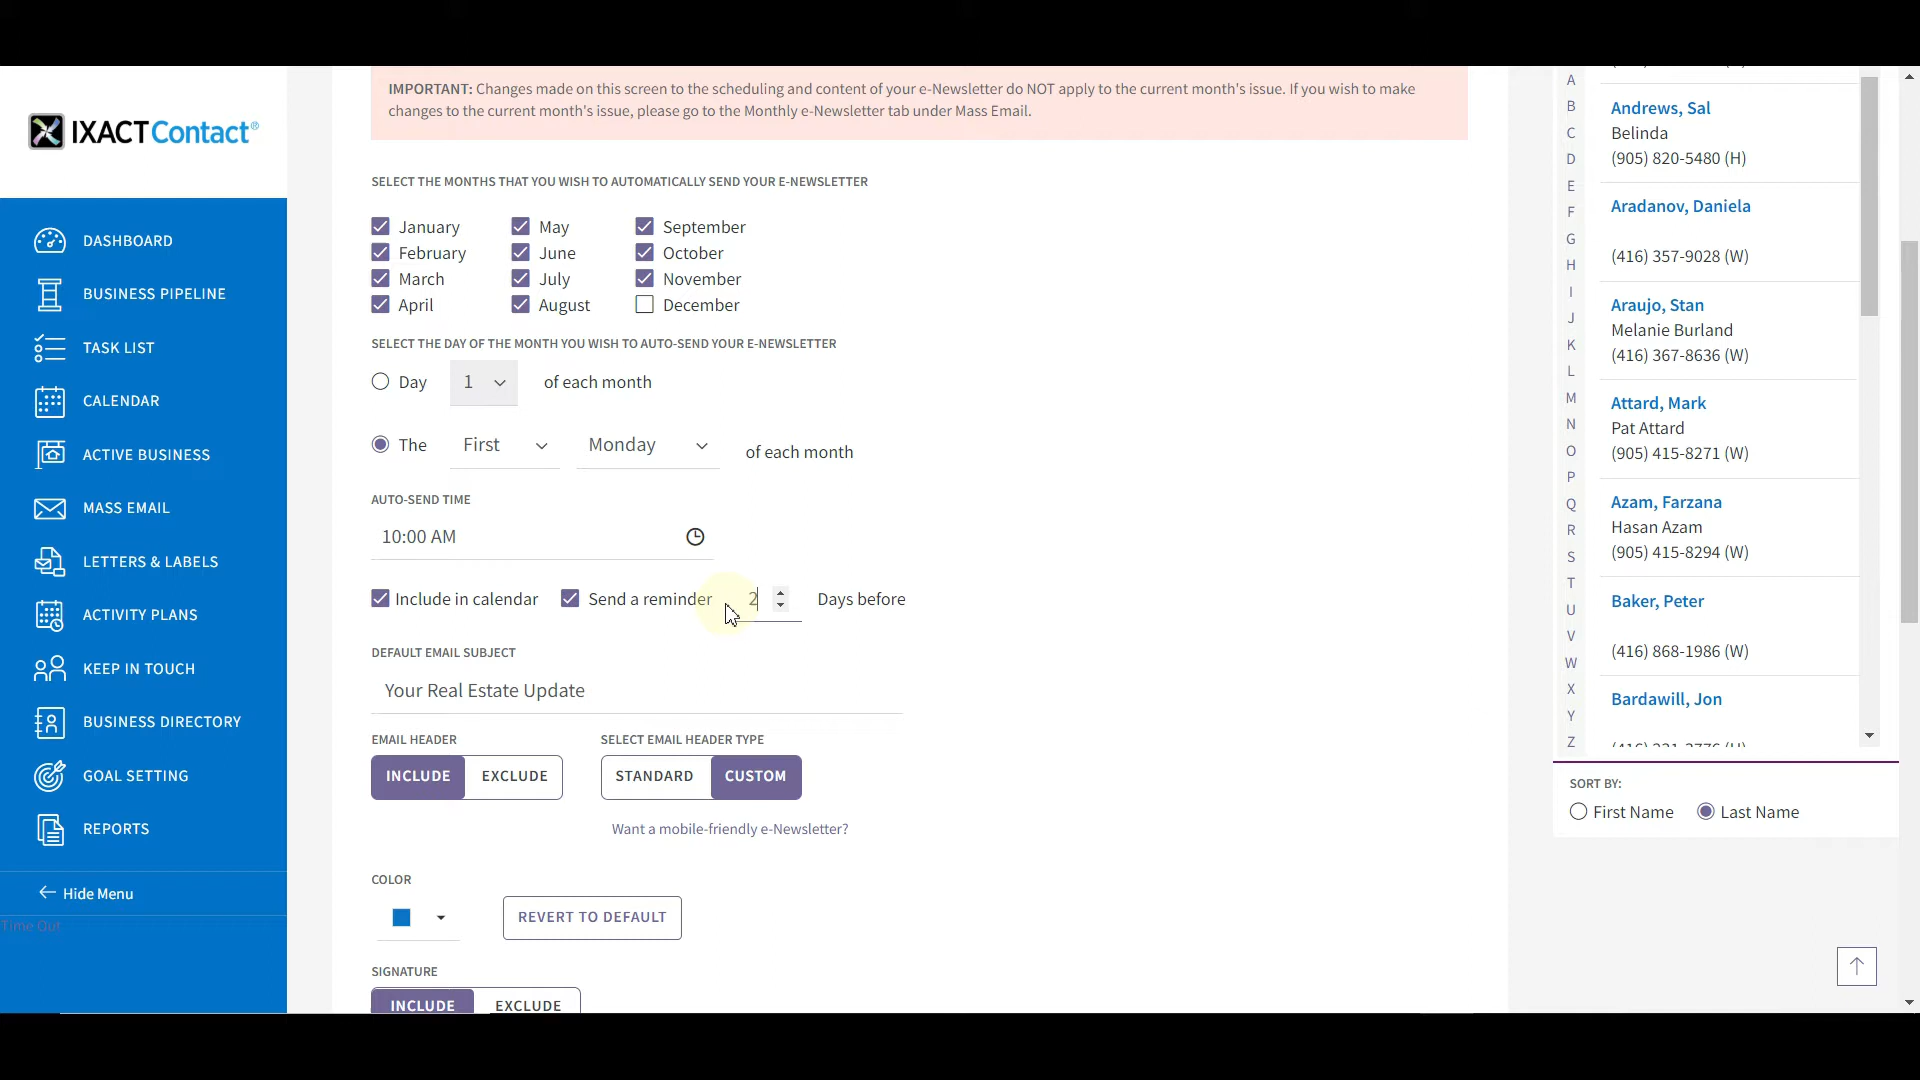 IXACTContact®
DASHBOARD
BUSINESS PIPELINE
TASK LIST
CALENDAR
ACTIVE BUSINESS
MASS EMAIL
LETTERS & LABELS
ACTIVITY PLANS
KEEP IN TOUCH
BUSINESS DIRECTORY
GOAL SETTING
REPORTS
Hide Menu
Time Out
IMPORTANT: Changes made on this screen to the scheduling and content of your e-Newsletter do NOT apply to the current month's issue. If you wish to make
changes to the current month's issue, please go to the Monthly e-Newsletter tab under Mass Email.
SELECT THE MONTHS THAT YOU WISH TO AUTOMATICALLY SEND YOUR E-NEWSLETTER
January May September
February June October
March July November
April August December
SELECT THE DAY OF THE MONTH YOU WISH TO AUTO-SEND YOUR E-NEWSLETTER
Day 1 of each month
The First Monday of each month
AUTO-SEND TIME
10:00 AM
Include in calendar Send a reminder 2 Days before
DEFAULT EMAIL SUBJECT
Your Real Estate Update
EMAIL HEADER SELECT EMAIL HEADER TYPE
INCLUDE EXCLUDE STANDARD CUSTOM
Want a mobile-friendly e-Newsletter?
COLOR
REVERT TO DEFAULT
SIGNATURE
INCLUDE EXCLUDE
A
B
C
D
E
F
G
H
I
J
K
L
M
N
O
P
Q
R
S
T
U
V
W
X
Y
Z
Andrews, Sal
Belinda
(905) 820-5480 (H)
Aradanov, Daniela
(416) 357-9028 (W)
Araujo, Stan
Melanie Burland
(416) 367-8636 (W)
Attard, Mark
Pat Attard
(905) 415-8271 (W)
Azam, Farzana
Hasan Azam
(905) 415-8294 (W)
Baker, Peter
(416) 868-1986 (W)
Bardawill, Jon
SORT BY:
First Name Last Name